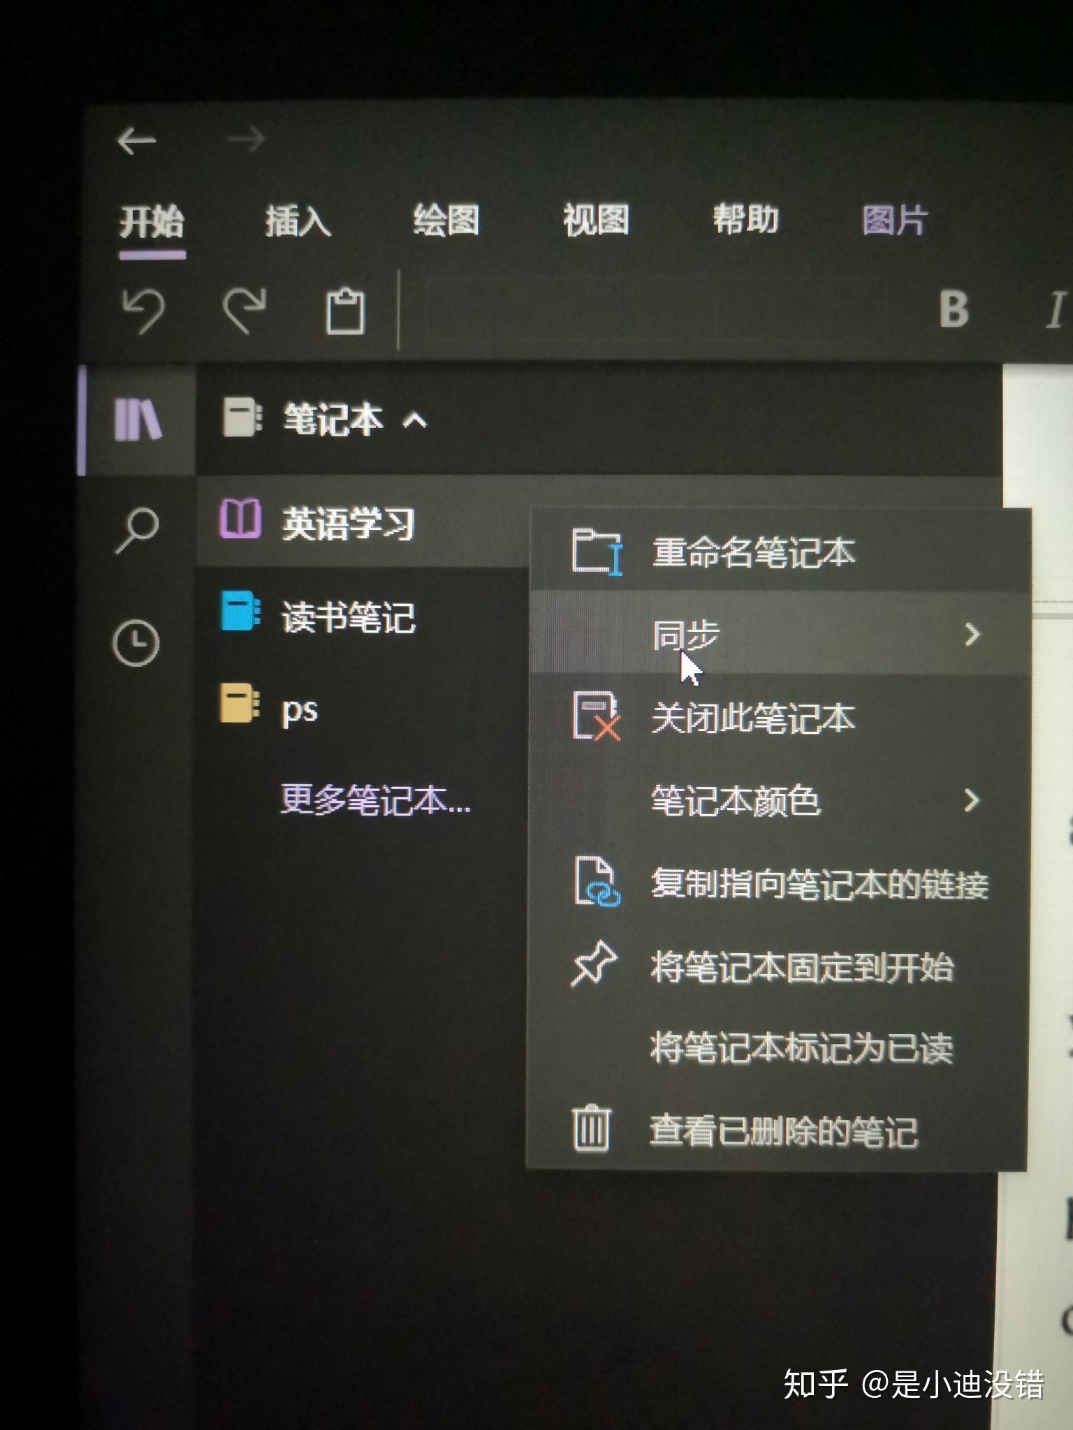 开始 插入 绘图 视图 帮助 图片
B I
笔记本
英语学习
读书笔记
ps
更多笔记本...
重命名笔记本
同步
关闭此笔记本
笔记本颜色
复制指向笔记本的链接
将笔记本固定到开始
将笔记本标记为已读
查看已删除的笔记
知乎 @是小迪没错